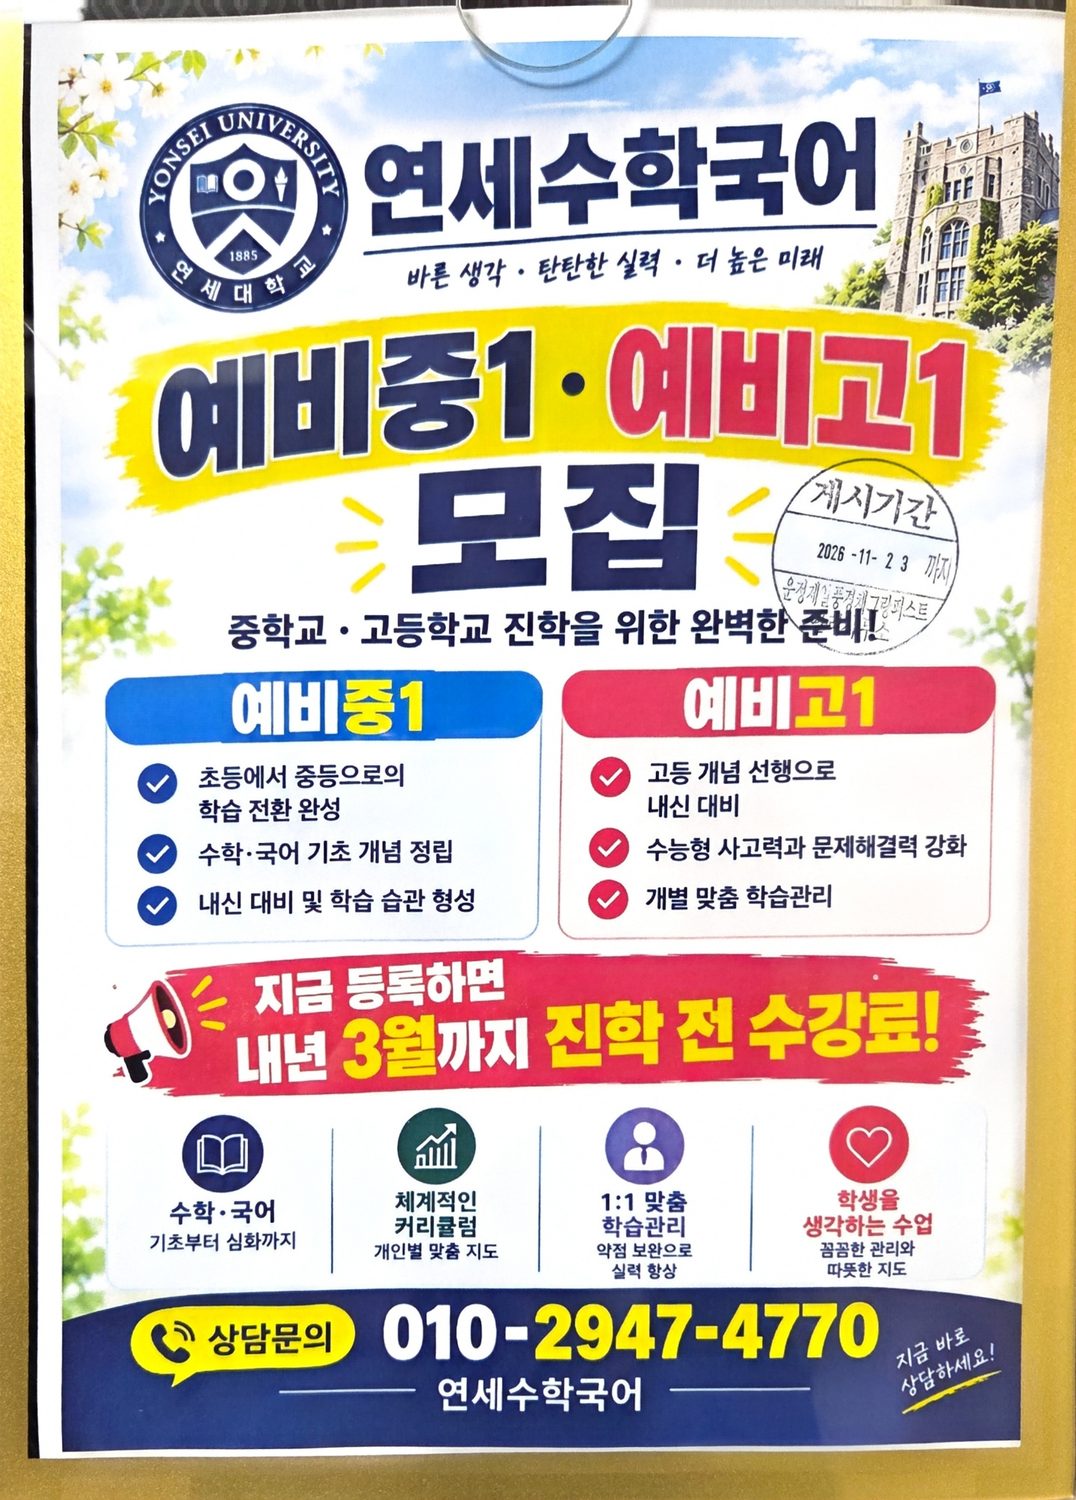 YONSEI UNIVERSITY
1885
연세대학교
연세수학국어
바른 생각 · 탄탄한 실력 · 더 높은 미래
예비중1 · 예비고1
모집
게시기간
2026 -11- 2 3 까지
중학교 · 고등학교 진학을 위한 완벽한 준비!
예비중1
초등에서 중등으로의
학습 전환 완성
수학·국어 기초 개념 정립
내신 대비 및 학습 습관 형성
예비고1
고등 개념 선행으로
내신 대비
수능형 사고력과 문제해결력 강화
개별 맞춤 학습관리
지금 등록하면
내년 3월까지 진학 전 수강료!
수학·국어
기초부터 심화까지
체계적인
커리큘럼
개인별 맞춤 지도
1:1 맞춤
학습관리
약점 보완으로
실력 향상
학생을
생각하는 수업
꼼꼼한 관리와
따뜻한 지도
상담문의 010-2947-4770
지금 바로
상담하세요!
연세수학국어